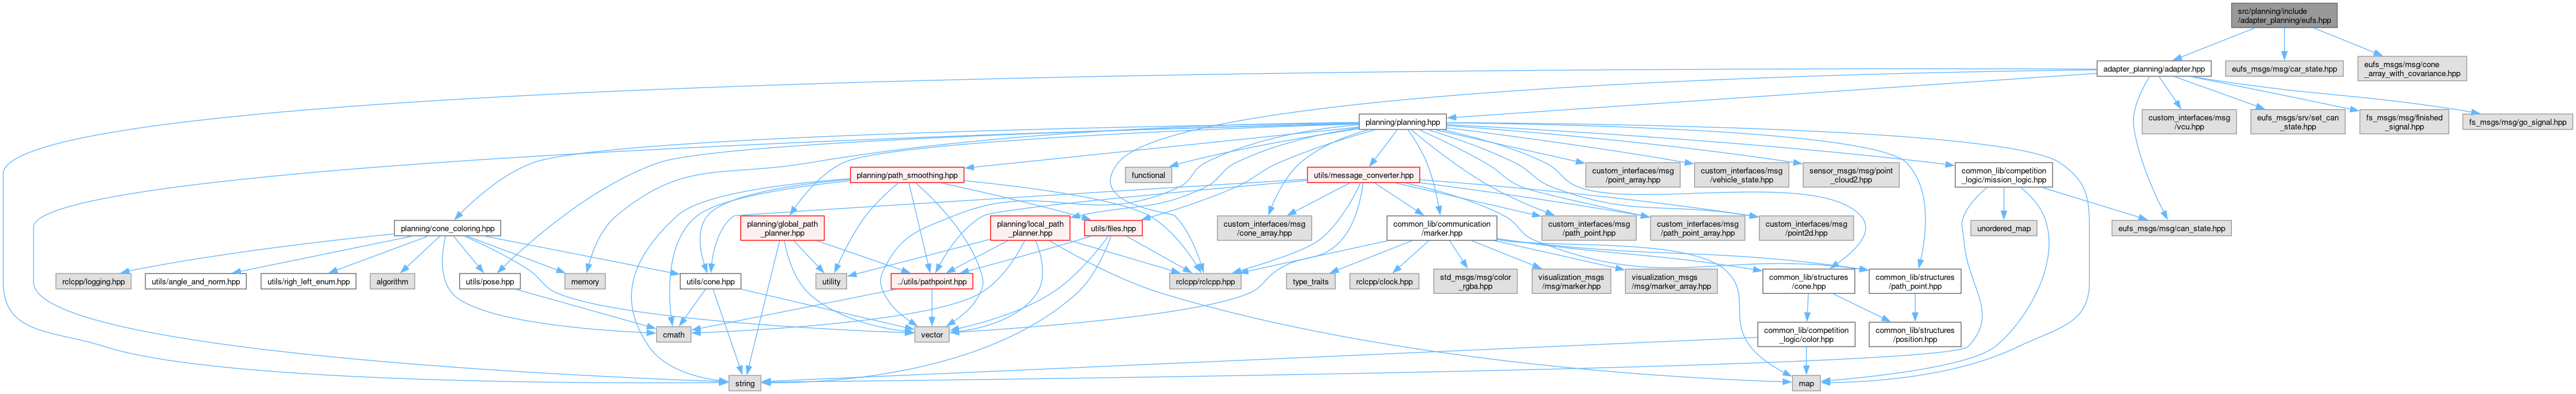 src/planning/include
/adapter_planning/eufs.hpp
adapter_planning/adapter.hpp
eufs_msgs/msg/car_state.hpp
eufs_msgs/msg/cone
_array_with_covariance.hpp
planning/planning.hpp
custom_interfaces/msg
/vcu.hpp
eufs_msgs/srv/set_can
_state.hpp
fs_msgs/msg/finished
_signal.hpp
fs_msgs/msg/go_signal.hpp
planning/path_smoothing.hpp
functional
utils/message_converter.hpp
custom_interfaces/msg
/point_array.hpp
custom_interfaces/msg
/vehicle_state.hpp
sensor_msgs/msg/point
_cloud2.hpp
common_lib/competition
_logic/mission_logic.hpp
planning/cone_coloring.hpp
planning/global_path
_planner.hpp
planning/local_path
_planner.hpp
utils/files.hpp
custom_interfaces/msg
/cone_array.hpp
common_lib/communication
/marker.hpp
custom_interfaces/msg
/path_point.hpp
custom_interfaces/msg
/path_point_array.hpp
custom_interfaces/msg
/point2d.hpp
unordered_map
eufs_msgs/msg/can_state.hpp
rclcpp/logging.hpp
utils/angle_and_norm.hpp
utils/righ_left_enum.hpp
algorithm
utils/pose.hpp
memory
utils/cone.hpp
utility
../utils/pathpoint.hpp
rclcpp/rclcpp.hpp
type_traits
rclcpp/clock.hpp
std_msgs/msg/color
_rgba.hpp
visualization_msgs
/msg/marker.hpp
visualization_msgs
/msg/marker_array.hpp
common_lib/structures
/cone.hpp
common_lib/structures
/path_point.hpp
cmath
vector
common_lib/competition
_logic/color.hpp
common_lib/structures
/position.hpp
string
map